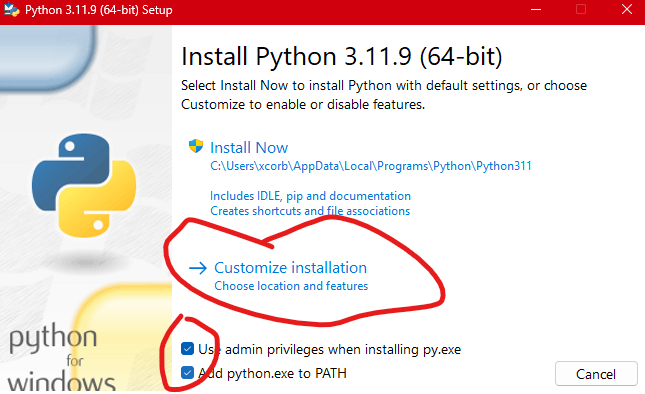 Python 3.11.9 (64-bit) Setup
Install Python 3.11.9 (64-bit)
Select Install Now to install Python with default settings, or choose
Customize to enable or disable features.
Install Now
C:\Users\xcorb\AppData\Local\Programs\Python\Python311
Includes IDLE, pip and documentation
Creates shortcuts and file associations
Customize installation
Choose location and features
Use admin privileges when installing py.exe
Add python.exe to PATH
Cancel
python
for
windows